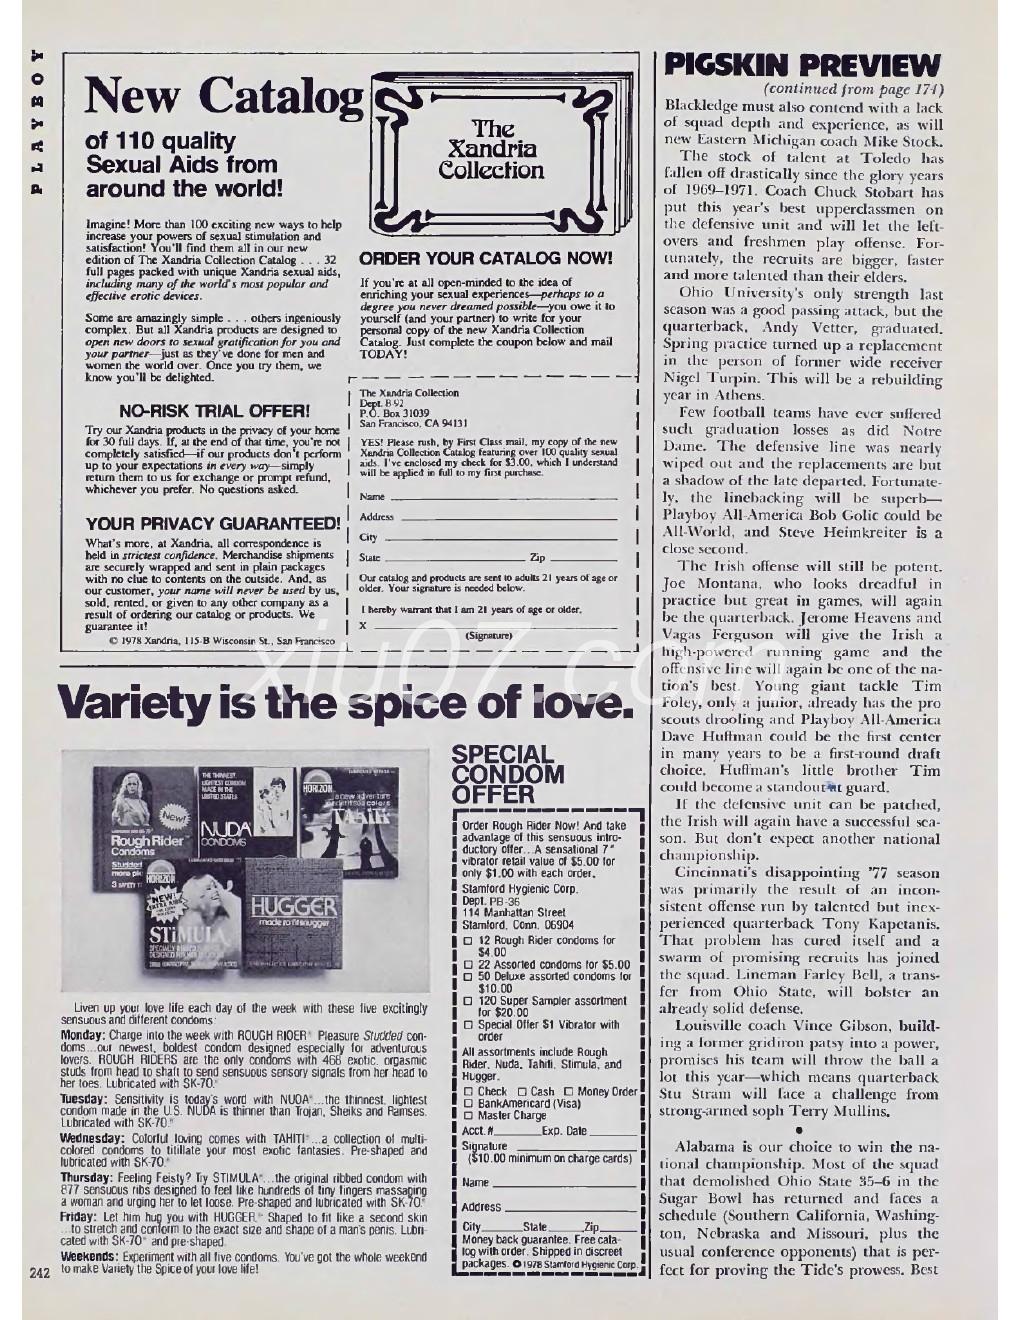 PLAYBOY
New Catalog
of 110 quality
Sexual Aids from
around the world!
Imagine! More than 100 exciting new ways to help
increase your powers of sexual stimulation and
satisfaction! You'll find them all in our new
edition of The Xandria Collection Catalog . . . 32
full pages packed with unique Xandria sexual aids,
including many of the world's most popular and
effective erotic devices.
Some are amazingly simple . . . others ingeniously
complex. But all Xandria products are designed to
open new doors to sexual gratification for you and
your partner—just as they've done for men and
women the world over. Once you try them, we
know you'll be delighted.
NO-RISK TRIAL OFFER!
Try our Xandria products in the privacy of your home
for 30 full days. If, at the end of that time, you're not
completely satisfied—if our products don't perform
up to your expectations in every way—simply
return them to us for exchange or prompt refund,
whichever you prefer. No questions asked.
YOUR PRIVACY GUARANTEED!
What's more, at Xandria, all correspondence is
held in strictest confidence. Merchandise shipments
are securely wrapped and sent in plain packages
with no clue to contents on the outside. And, as
our customer, your name will never be used by us,
sold, rented, or given to any other company as a
result of ordering our catalog or products. We
guarantee it!
© 1978 Xandria, 115-B Wisconsin St., San Francisco
The
Xandria
Collection
ORDER YOUR CATALOG NOW!
If you're at all open-minded to the idea of
enriching your sexual experiences—perhaps to a
degree you never dreamed possible—you owe it to
yourself (and your partner) to write for your
personal copy of the new Xandria Collection
Catalog. Just complete the coupon below and mail
TODAY!
The Xandria Collection
Dept. B-92
P.O. Box 31039
San Francisco, CA 94131
YES! Please rush, by First Class mail, my copy of the new
Xandria Collection Catalog featuring over 100 quality sexual
aids. I've enclosed my check for $3.00, which I understand
will be applied in full to my first purchase.
Name
Address
City
State Zip
Our catalog and products are sent to adults 21 years of age or
older. Your signature is needed below.
I hereby warrant that I am 21 years of age or older.
X
(Signature)
xiu07.com
Variety is the spice of love.
Rough Rider
Condoms
Studded
New!
THE THINNEST
LIGHTEST CONDOM
MADE IN THE
UNITED STATES
NUDA
CONDOMS
HORIZON
a new adventure
TAHITI
HORIZON
NEW!
STiMULA
HUGGER
made to fit snugger
Liven up your love life each day of the week with these five excitingly
sensuous and different condoms:
Monday: Charge into the week with ROUGH RIDER® Pleasure Studded con-
doms...our newest, boldest condom designed especially for adventurous
lovers. ROUGH RIDERS are the only condoms with 468 exotic, orgasmic
studs from head to shaft to send sensuous sensory signals from her head to
her toes. Lubricated with SK-70.®
Tuesday: Sensitivity is today's word with NUDA®...the thinnest, lightest
condom made in the U.S. NUDA is thinner than Trojan, Sheiks and Ramses.
Lubricated with SK-70.®
Wednesday: Colorful loving comes with TAHITI®...a collection of multi-
colored condoms to titillate your most exotic fantasies. Pre-shaped and
lubricated with SK-70.®
Thursday: Feeling Feisty? Try STIMULA®...the original ribbed condom with
877 sensuous ribs designed to feel like hundreds of tiny fingers massaging
a woman and urging her to let loose. Pre-shaped and lubricated with SK-70.®
Friday: Let him hug you with HUGGER.® Shaped to fit like a second skin
...to stretch and conform to the exact size and shape of a man's penis. Lubri-
cated with SK-70® and pre-shaped.
Weekends: Experiment with all five condoms. You've got the whole weekend
to make Variety the Spice of your love life!
SPECIAL
CONDOM
OFFER
Order Rough Rider Now! And take
advantage of this sensuous intro-
ductory offer...A sensational 7"
vibrator retail value of $5.00 for
only $1.00 with each order.
Stamford Hygienic Corp.
Dept. PB-36
114 Manhattan Street
Stamford, Conn. 06904
☐ 12 Rough Rider condoms for
$4.00
☐ 22 Assorted condoms for $5.00
☐ 50 Deluxe assorted condoms for
$10.00
☐ 120 Super Sampler assortment
for $20.00
☐ Special Offer $1 Vibrator with
order
All assortments include Rough
Rider, Nuda, Tahiti, Stimula, and
Hugger.
☐ Check ☐ Cash ☐ Money Order
☐ BankAmericard (Visa)
☐ Master Charge
Acct. # Exp. Date
Signature
($10.00 minimum on charge cards)
Name
Address
City State Zip
Money back guarantee. Free cata-
log with order. Shipped in discreet
packages. © 1978 Stamford Hygienic Corp.
PIGSKIN PREVIEW
(continued from page 174)
Blackledge must also contend with a lack
of squad depth and experience, as will
new Eastern Michigan coach Mike Stock.
The stock of talent at Toledo has
fallen off drastically since the glory years
of 1969–1971. Coach Chuck Stobart has
put this year's best upperclassmen on
the defensive unit and will let the left-
overs and freshmen play offense. For-
tunately, the recruits are bigger, faster
and more talented than their elders.
Ohio University's only strength last
season was a good passing attack, but the
quarterback, Andy Vetter, graduated.
Spring practice turned up a replacement
in the person of former wide receiver
Nigel Turpin. This will be a rebuilding
year in Athens.
Few football teams have ever suffered
such graduation losses as did Notre
Dame. The defensive line was nearly
wiped out and the replacements are but
a shadow of the late departed. Fortunate-
ly, the linebacking will be superb—
Playboy All-America Bob Golic could be
All-World, and Steve Heimkreiter is a
close second.
The Irish offense will still be potent.
Joe Montana, who looks dreadful in
practice but great in games, will again
be the quarterback. Jerome Heavens and
Vagas Ferguson will give the Irish a
high-powered running game and the
offensive line will again be one of the na-
tion's best. Young giant tackle Tim
Foley, only a junior, already has the pro
scouts drooling and Playboy All-America
Dave Huffman could be the first center
in many years to be a first-round draft
choice. Huffman's little brother Tim
could become a standout at guard.
If the defensive unit can be patched,
the Irish will again have a successful sea-
son. But don't expect another national
championship.
Cincinnati's disappointing '77 season
was primarily the result of an incon-
sistent offense run by talented but inex-
perienced quarterback Tony Kapetanis.
That problem has cured itself and a
swarm of promising recruits has joined
the squad. Lineman Farley Bell, a trans-
fer from Ohio State, will bolster an
already solid defense.
Louisville coach Vince Gibson, build-
ing a former gridiron patsy into a power,
promises his team will throw the ball a
lot this year—which means quarterback
Stu Stram will face a challenge from
strong-armed soph Terry Mullins.
•
Alabama is our choice to win the na-
tional championship. Most of the squad
that demolished Ohio State 35–6 in the
Sugar Bowl has returned and faces a
schedule (Southern California, Washing-
ton, Nebraska and Missouri, plus the
usual conference opponents) that is per-
fect for proving the Tide's prowess. Best
242